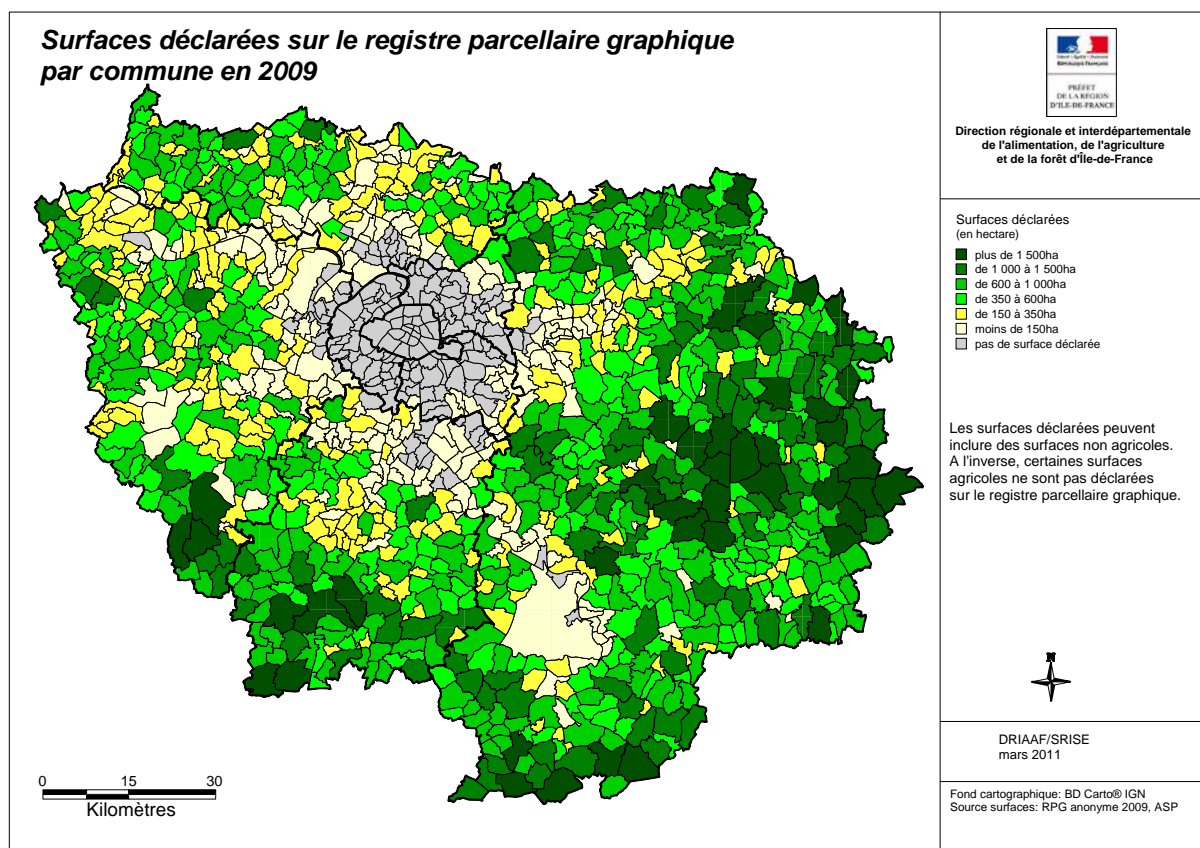 Surfaces déclarées sur le registre parcellaire graphique
par commune en 2009
RÉPUBLIQUE FRANÇAISE
PRÉFET
DE LA RÉGION
D'ILE-DE-FRANCE
Direction régionale et interdépartementale
de l'alimentation, de l'agriculture
et de la forêt d'Île-de-France
Surfaces déclarées
(en hectare)
plus de 1 500ha
de 1 000 à 1 500ha
de 600 à 1 000ha
de 350 à 600ha
de 150 à 350ha
moins de 150ha
pas de surface déclarée
Les surfaces déclarées peuvent
inclure des surfaces non agricoles.
A l'inverse, certaines surfaces
agricoles ne sont pas déclarées
sur le registre parcellaire graphique.
N
0 15 30
Kilomètres
DRIAAF/SRISE
mars 2011
Fond cartographique: BD Carto® IGN
Source surfaces: RPG anonyme 2009, ASP